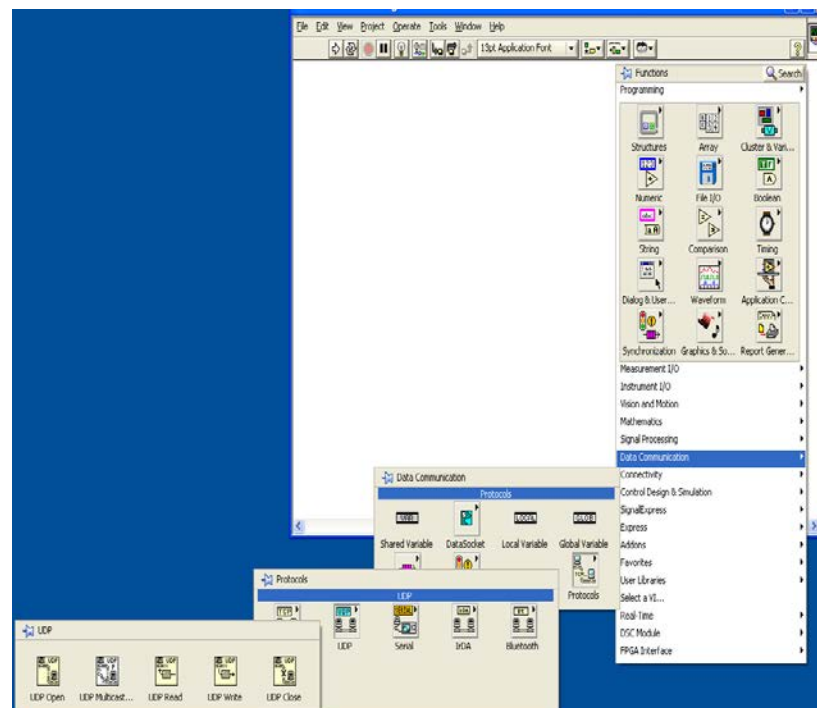 File Edit View Project Operate Tools Window Help
13pt Application Font
Functions Search
Programming
Structures Array Cluster & Vari...
Numeric File I/O Boolean
String Comparison Timing
Dialog & User... Waveform Application C...
Synchronization Graphics & So... Report Gener...
Measurement I/O
Instrument I/O
Vision and Motion
Mathematics
Signal Processing
Data Communication
Connectivity
Control Design & Simulation
SignalExpress
Express
Addons
Favorites
User Libraries
Select a VI...
Real-Time
DSC Module
FPGA Interface
Data Communication
Protocols
Shared Variable DataSocket Local Variable Global Variable
Protocols
Protocols
UDP
UDP Serial IrDA Bluetooth
UDP
UDP Open UDP Multicast... UDP Read UDP Write UDP Close